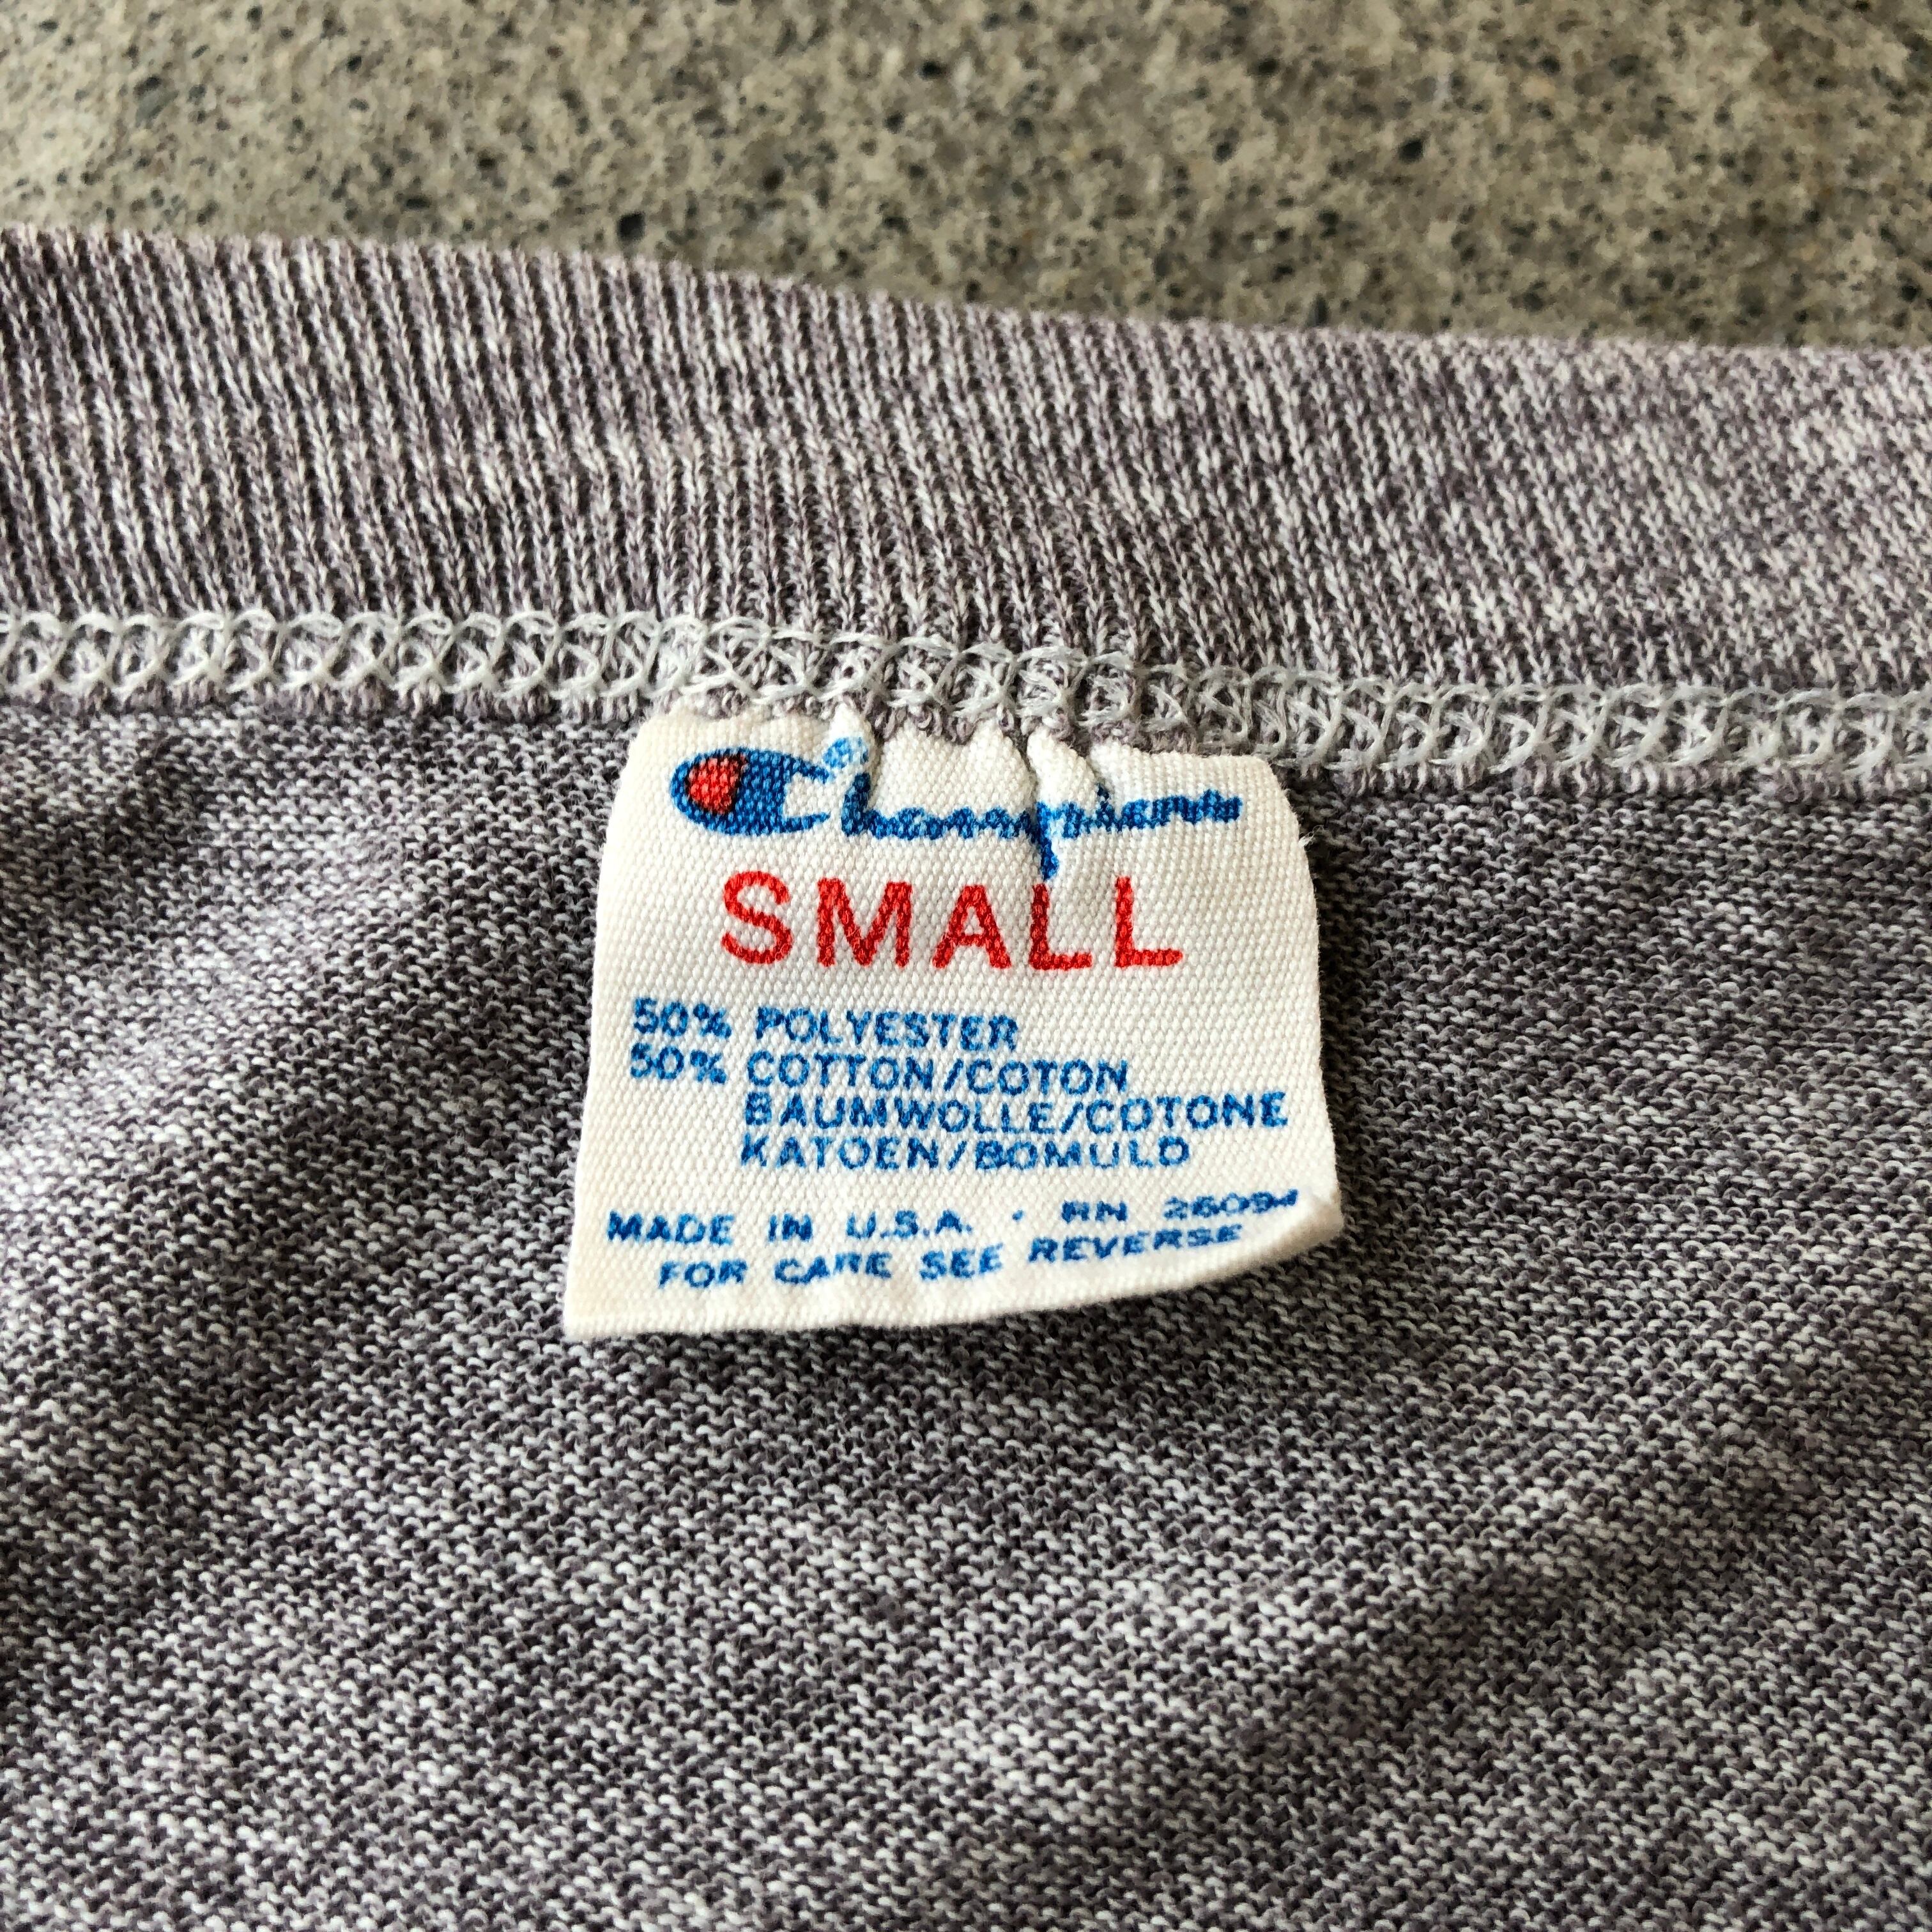 Champion
SMALL
50% POLYESTER
50% COTTON/COTON
BAUMWOLLE/COTONE
KATOEN/BOMULD
MADE IN U.S.A. · RN 26094
FOR CARE SEE REVERSE